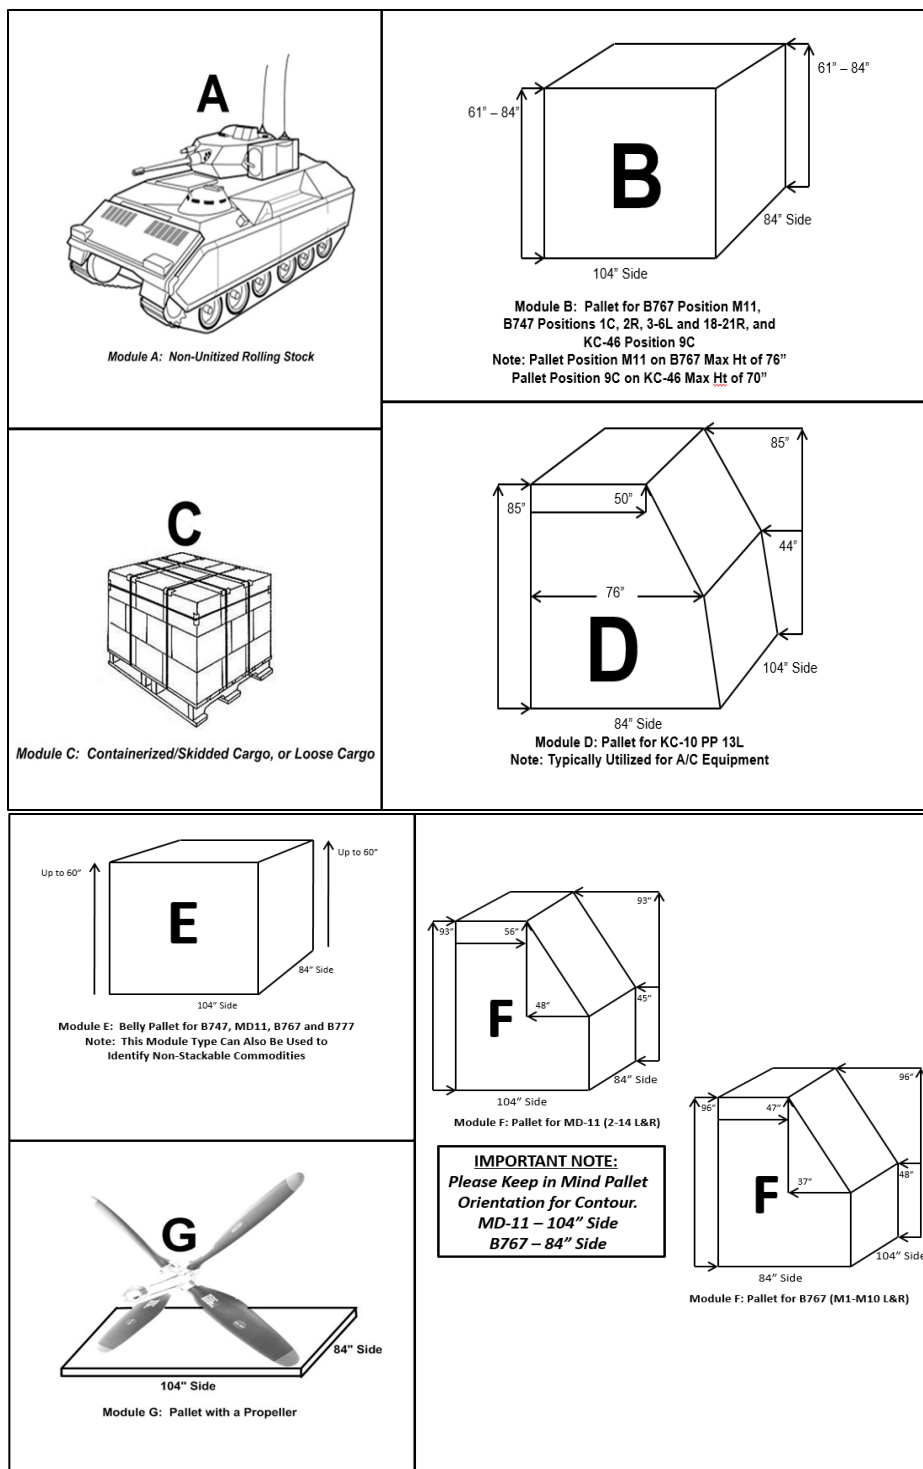 A
Module A:  Non-Unitized Rolling Stock
61” – 84”
61” – 84”
B
84” Side
104” Side
Module B:  Pallet for B767 Position M11,
B747 Positions 1C, 2R, 3-6L and 18-21R, and
KC-46 Position 9C
Note:  Pallet Position M11 on B767 Max Ht of 76”
Pallet Position 9C on KC-46 Max Ht of 70”
C
Module C:  Containerized/Skidded Cargo, or Loose Cargo
85”
85”
50”
44”
76”
D
104” Side
84” Side
Module D: Pallet for KC-10 PP 13L
Note:  Typically Utilized for A/C Equipment
Up to 60”
Up to 60”
E
84” Side
104” Side
Module E:  Belly Pallet for B747, MD11, B767 and B777
Note:  This Module Type Can Also Be Used to
Identify Non-Stackable Commodities
93”
93”
56”
45”
48”
F
84” Side
104” Side
Module F: Pallet for MD-11 (2-14 L&R)
IMPORTANT NOTE:
Please Keep in Mind Pallet
Orientation for Contour.
MD-11 – 104” Side
B767 – 84” Side
96”
96”
47”
48”
37”
F
104” Side
84” Side
Module F: Pallet for B767 (M1-M10 L&R)
G
84" Side
104" Side
Module G:  Pallet with a Propeller